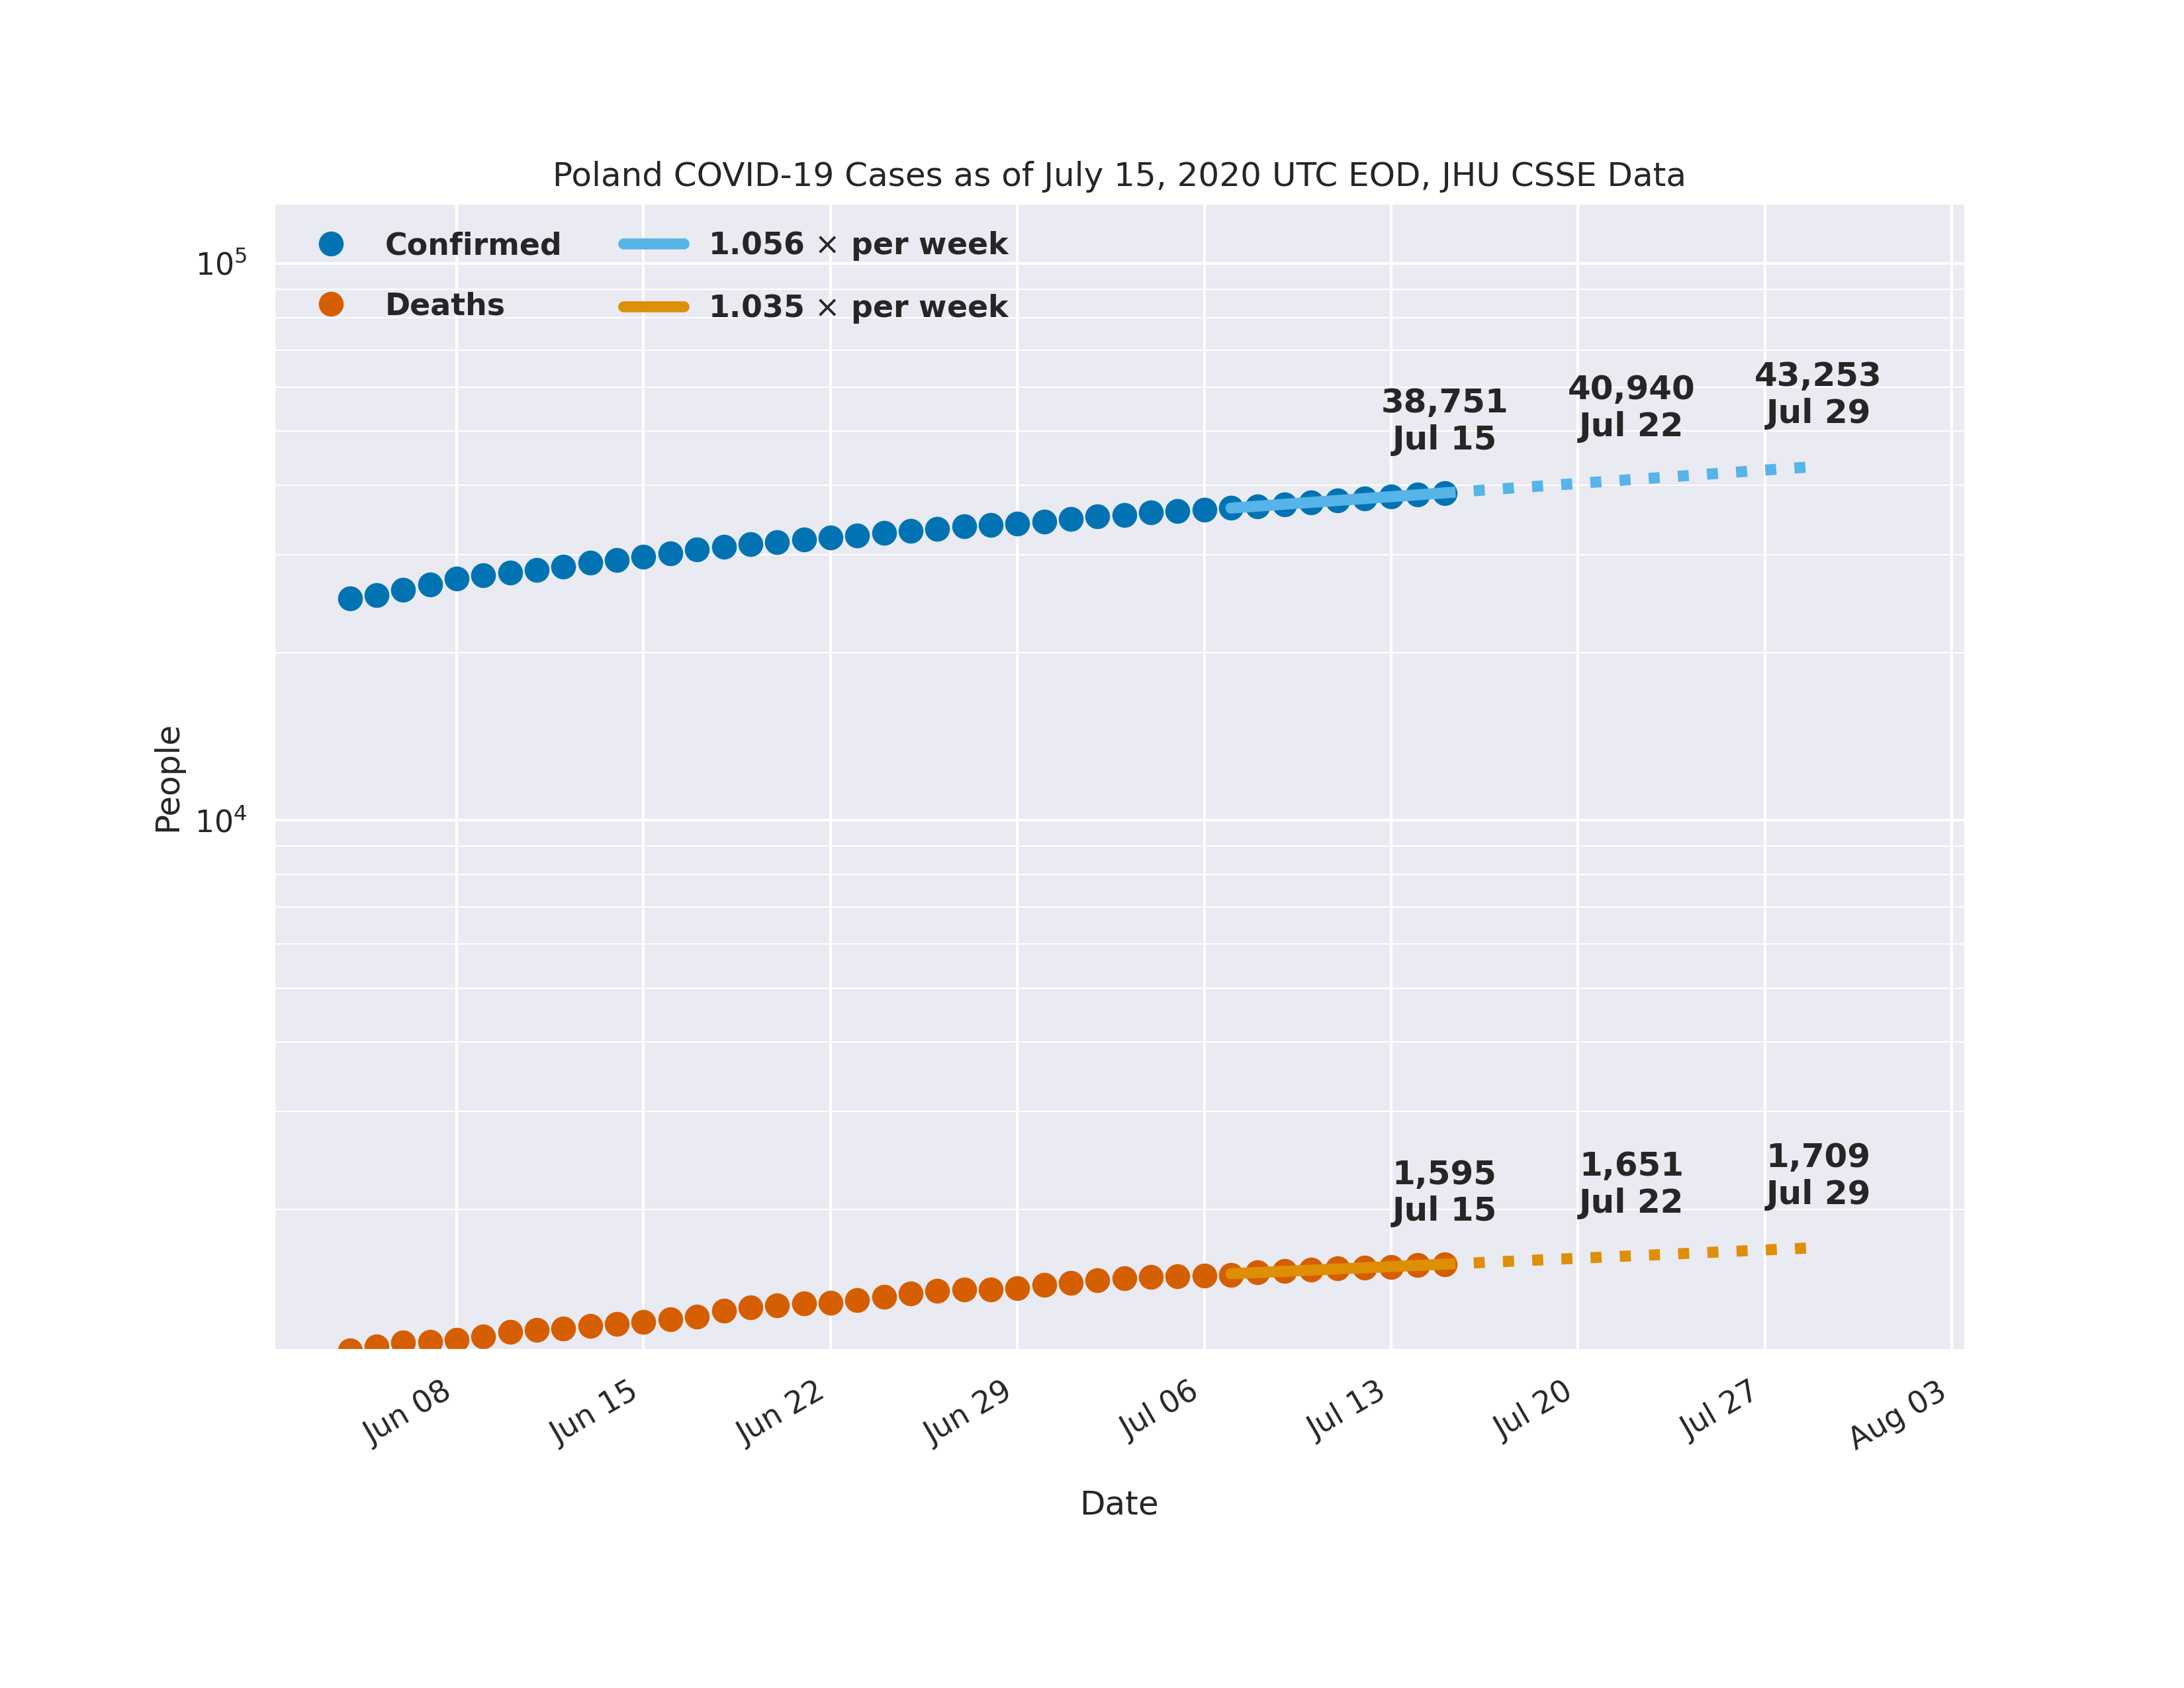 Poland COVID-19 Cases as of July 15, 2020 UTC EOD, JHU CSSE Data
Confirmed
Deaths
1.056 × per week
1.035 × per week
10⁵
10⁴
People
38,751
Jul 15
40,940
Jul 22
43,253
Jul 29
1,595
Jul 15
1,651
Jul 22
1,709
Jul 29
Jun 08
Jun 15
Jun 22
Jun 29
Jul 06
Jul 13
Jul 20
Jul 27
Aug 03
Date